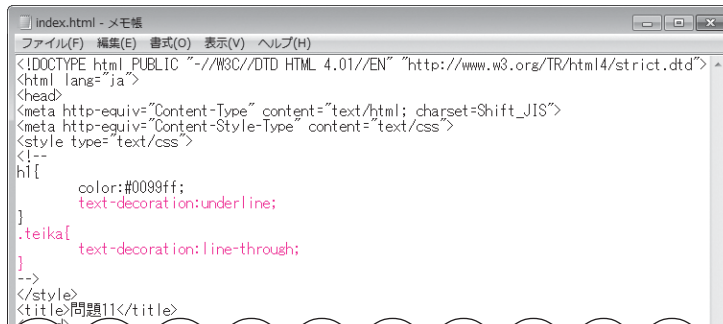 index.html - メモ帳
ファイル(F) 編集(E) 書式(O) 表示(V) ヘルプ(H)
<!DOCTYPE html PUBLIC "-//W3C//DTD HTML 4.01//EN" "http://www.w3.org/TR/html4/strict.dtd">
<html lang="ja">
<head>
<meta http-equiv="Content-Type" content="text/html; charset=Shift_JIS">
<meta http-equiv="Content-Style-Type" content="text/css">
<style type="text/css">
<!--
h1{
color:#0099ff;
text-decoration:underline;
}
.teika{
text-decoration:line-through;
}
-->
</style>
<title>問題11</title>